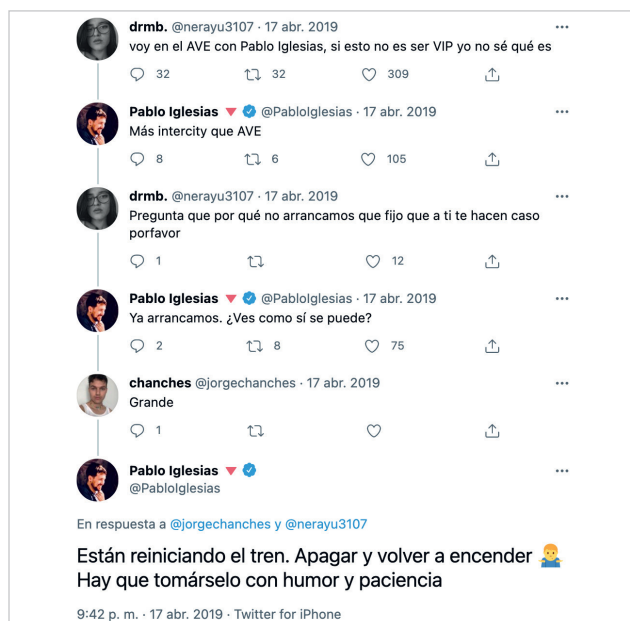 drmb. @nerayu3107 · 17 abr. 2019
voy en el AVE con Pablo Iglesias, si esto no es ser VIP yo no sé qué es
32 32 309
Pablo Iglesias 🔻 @PabloIglesias · 17 abr. 2019
Más intercity que AVE
8 6 105
drmb. @nerayu3107 · 17 abr. 2019
Pregunta que por qué no arrancamos que fijo que a ti te hacen caso
porfavor
1 12
Pablo Iglesias 🔻 @PabloIglesias · 17 abr. 2019
Ya arrancamos. ¿Ves como sí se puede?
2 8 75
chanches @jorgechanches · 17 abr. 2019
Grande
1
Pablo Iglesias 🔻
@PabloIglesias
En respuesta a @jorgechanches y @nerayu3107
Están reiniciando el tren. Apagar y volver a encender 🤷‍♂️
Hay que tomárselo con humor y paciencia
9:42 p. m. · 17 abr. 2019 · Twitter for iPhone